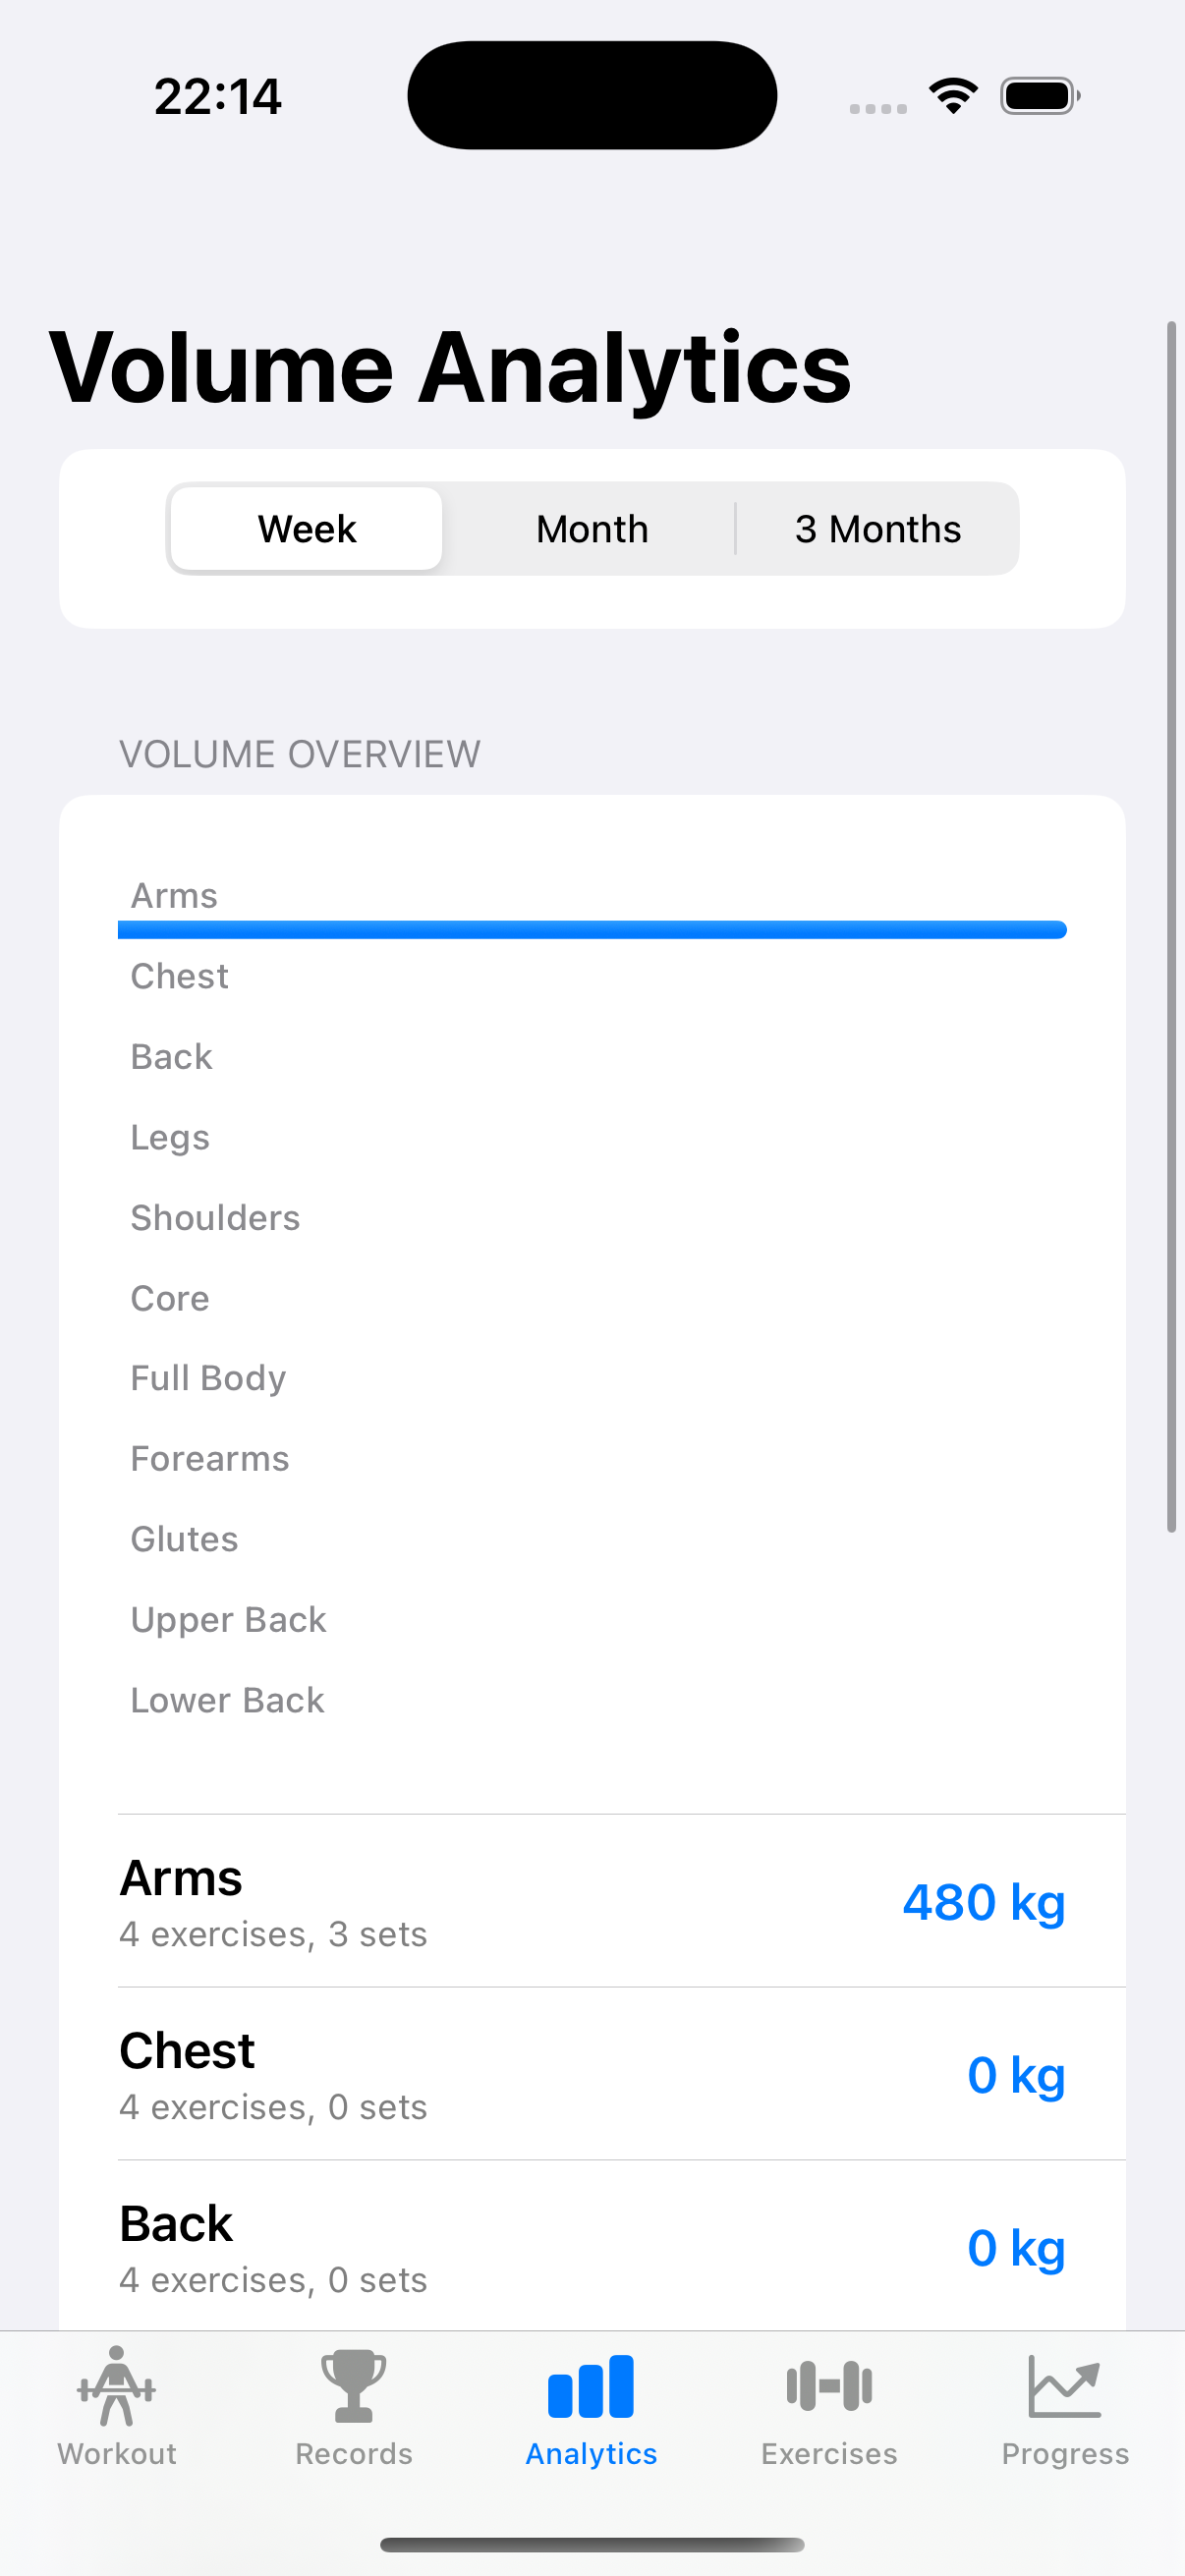 22:14
Volume Analytics
Week Month 3 Months
VOLUME OVERVIEW
Arms
Chest
Back
Legs
Shoulders
Core
Full Body
Forearms
Glutes
Upper Back
Lower Back
Arms
4 exercises, 3 sets
480 kg
Chest
4 exercises, 0 sets
0 kg
Back
4 exercises, 0 sets
0 kg
Workout Records Analytics Exercises Progress